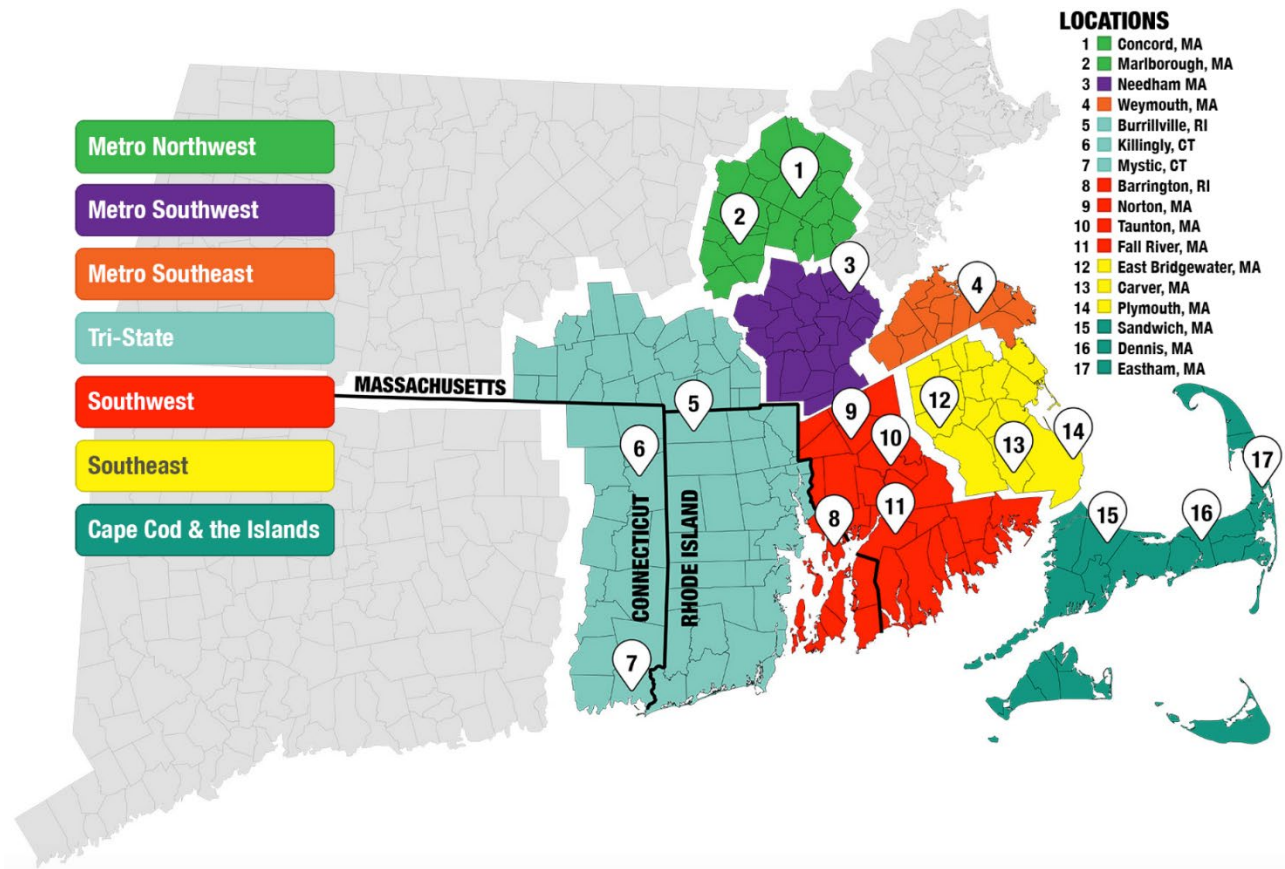 LOCATIONS
1 Concord, MA
2 Marlborough, MA
3 Needham MA
4 Weymouth, MA
5 Burrillville, RI
6 Killingly, CT
7 Mystic, CT
8 Barrington, RI
9 Norton, MA
10 Taunton, MA
11 Fall River, MA
12 East Bridgewater, MA
13 Carver, MA
14 Plymouth, MA
15 Sandwich, MA
16 Dennis, MA
17 Eastham, MA
Metro Northwest
Metro Southwest
Metro Southeast
Tri-State
Southwest
Southeast
Cape Cod & the Islands
MASSACHUSETTS
CONNECTICUT
RHODE ISLAND
1
2
3
4
5
6
7
8
9
10
11
12
13
14
15
16
17